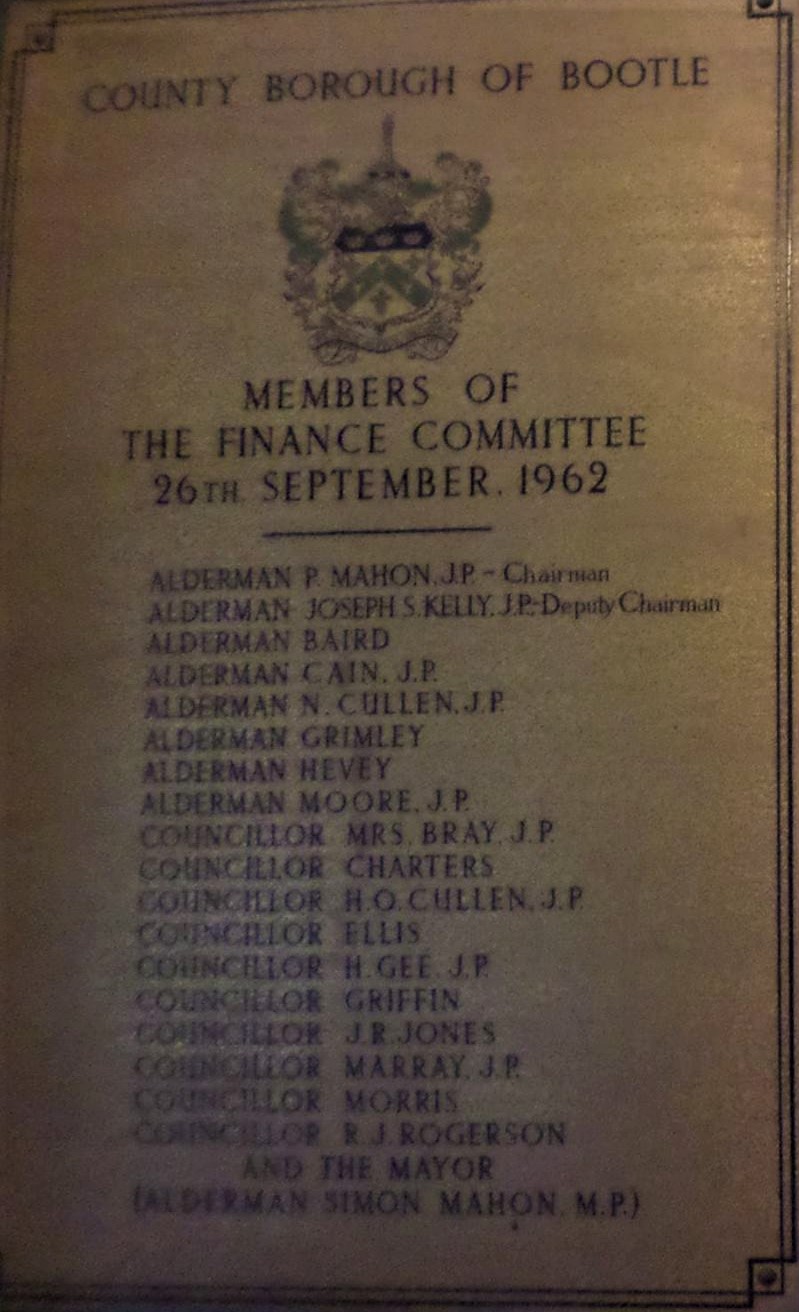 COUNTY BOROUGH OF BOOTLE
MEMBERS OF
THE FINANCE COMMITTEE
26TH SEPTEMBER. 1962
ALDERMAN P. MAHON, J.P. - Chairman
ALDERMAN JOSEPH S. KELLY, J.P. - Deputy Chairman
ALDERMAN BAIRD
ALDERMAN CAIN, J.P.
ALDERMAN N. CULLEN, J.P.
ALDERMAN GRIMLEY
ALDERMAN HEVEY
ALDERMAN MOORE, J.P.
COUNCILLOR MRS. BRAY, J.P.
COUNCILLOR CHARTERS
COUNCILLOR H.O. CULLEN, J.P.
COUNCILLOR ELLIS
COUNCILLOR H. GEE, J.P.
COUNCILLOR GRIFFIN
COUNCILLOR J.R. JONES
COUNCILLOR MARRAY, J.P.
COUNCILLOR MORRIS
COUNCILLOR R.J. ROGERSON
AND THE MAYOR
(ALDERMAN SIMON MAHON, M.P.)